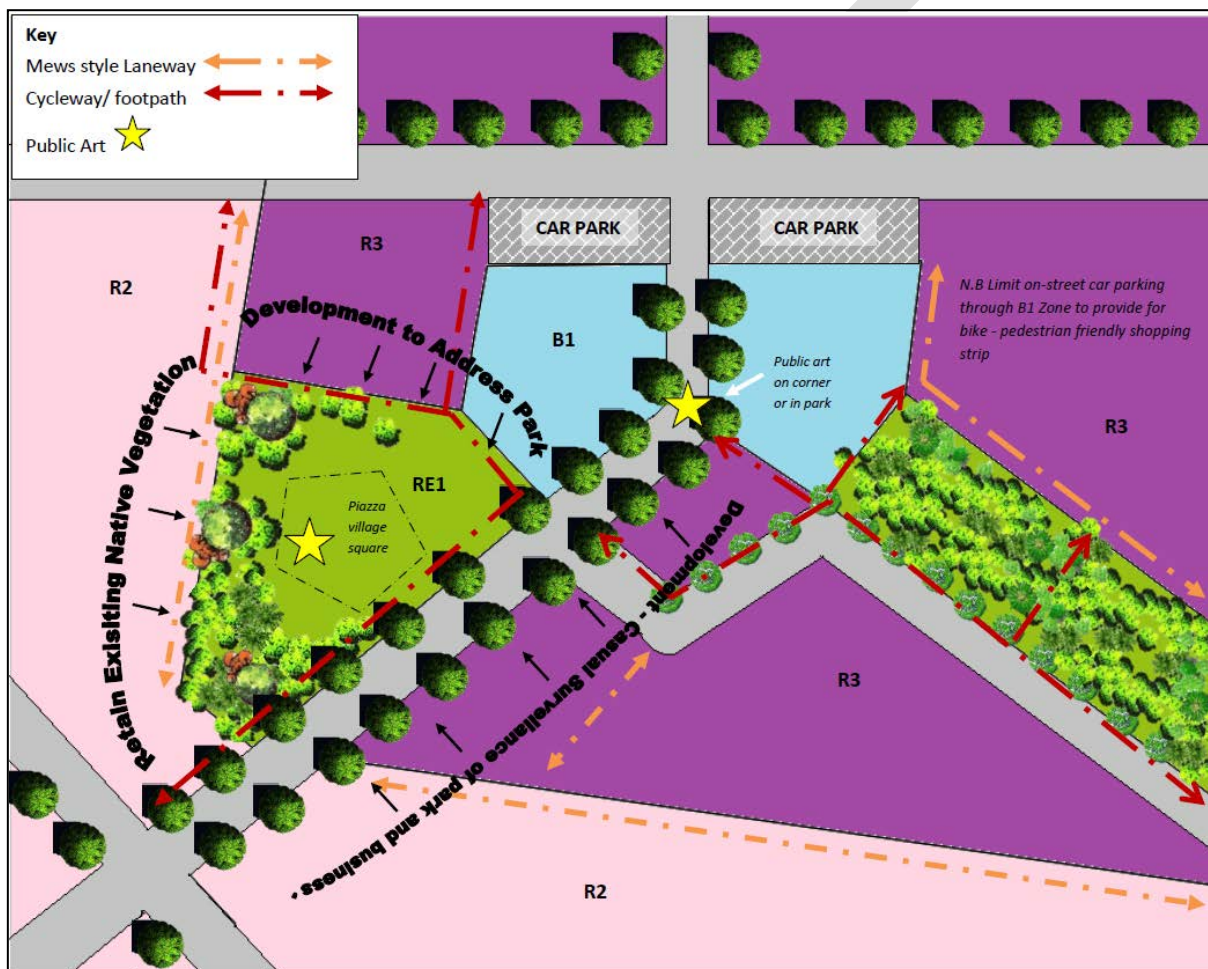 Key
Mews style Laneway
Cycleway/ footpath
Public Art
CAR PARK
CAR PARK
R3
R2
Development to Address Park
B1
N.B Limit on-street car parking
through B1 Zone to provide for
bike - pedestrian friendly shopping
strip
Public art
on corner
or in park
R3
Retain Exisiting Native Vegetation
RE1
Piazza
village
square
Development - Casual Surveillance of park and business .
R3
R2